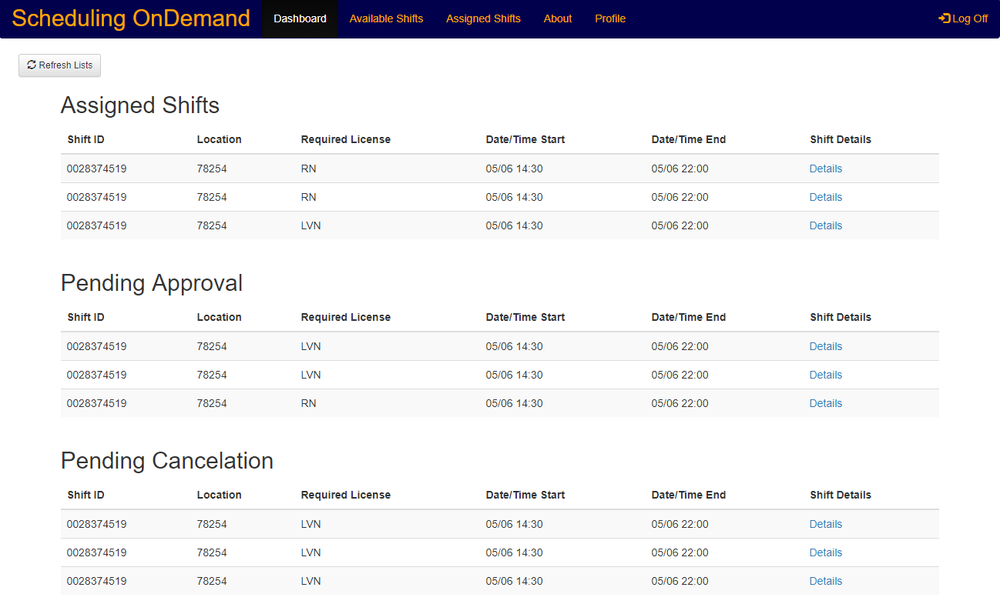 Scheduling OnDemand Dashboard Available Shifts Assigned Shifts About Profile Log Off
Refresh Lists
Assigned Shifts
Shift ID Location Required License Date/Time Start Date/Time End Shift Details
0028374519 78254 RN 05/06 14:30 05/06 22:00 Details
0028374519 78254 RN 05/06 14:30 05/06 22:00 Details
0028374519 78254 LVN 05/06 14:30 05/06 22:00 Details
Pending Approval
Shift ID Location Required License Date/Time Start Date/Time End Shift Details
0028374519 78254 LVN 05/06 14:30 05/06 22:00 Details
0028374519 78254 LVN 05/06 14:30 05/06 22:00 Details
0028374519 78254 RN 05/06 14:30 05/06 22:00 Details
Pending Cancelation
Shift ID Location Required License Date/Time Start Date/Time End Shift Details
0028374519 78254 LVN 05/06 14:30 05/06 22:00 Details
0028374519 78254 LVN 05/06 14:30 05/06 22:00 Details
0028374519 78254 LVN 05/06 14:30 05/06 22:00 Details